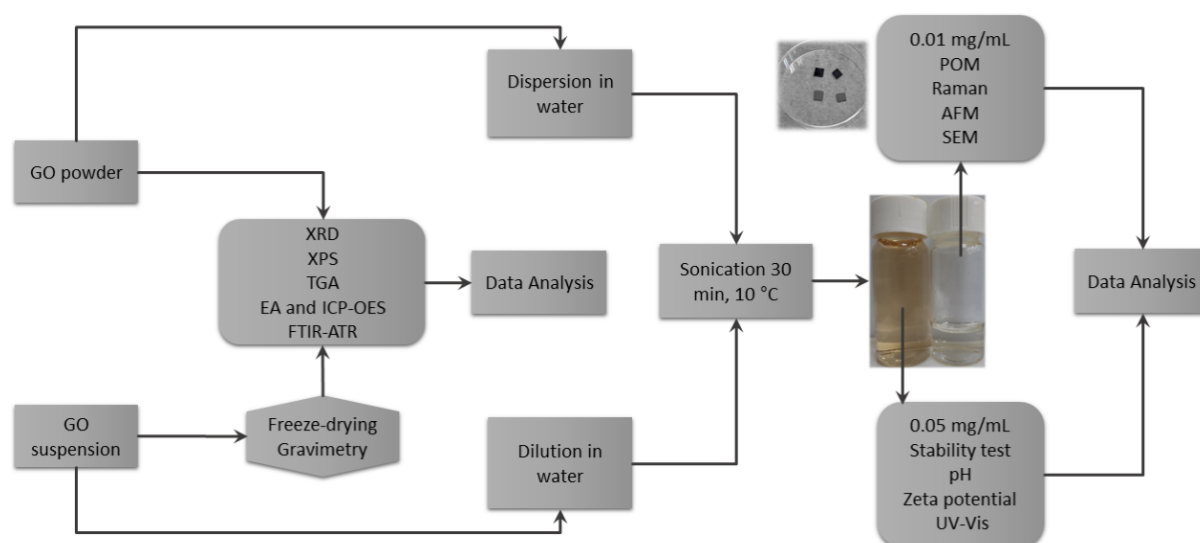 GO powder
Dispersion in
water
0.01 mg/mL
POM
Raman
AFM
SEM
XRD
XPS
TGA
EA and ICP-OES
FTIR-ATR
Data Analysis
Sonication 30
min, 10 °C
Data Analysis
GO
suspension
Freeze-drying
Gravimetry
Dilution in
water
0.05 mg/mL
Stability test
pH
Zeta potential
UV-Vis